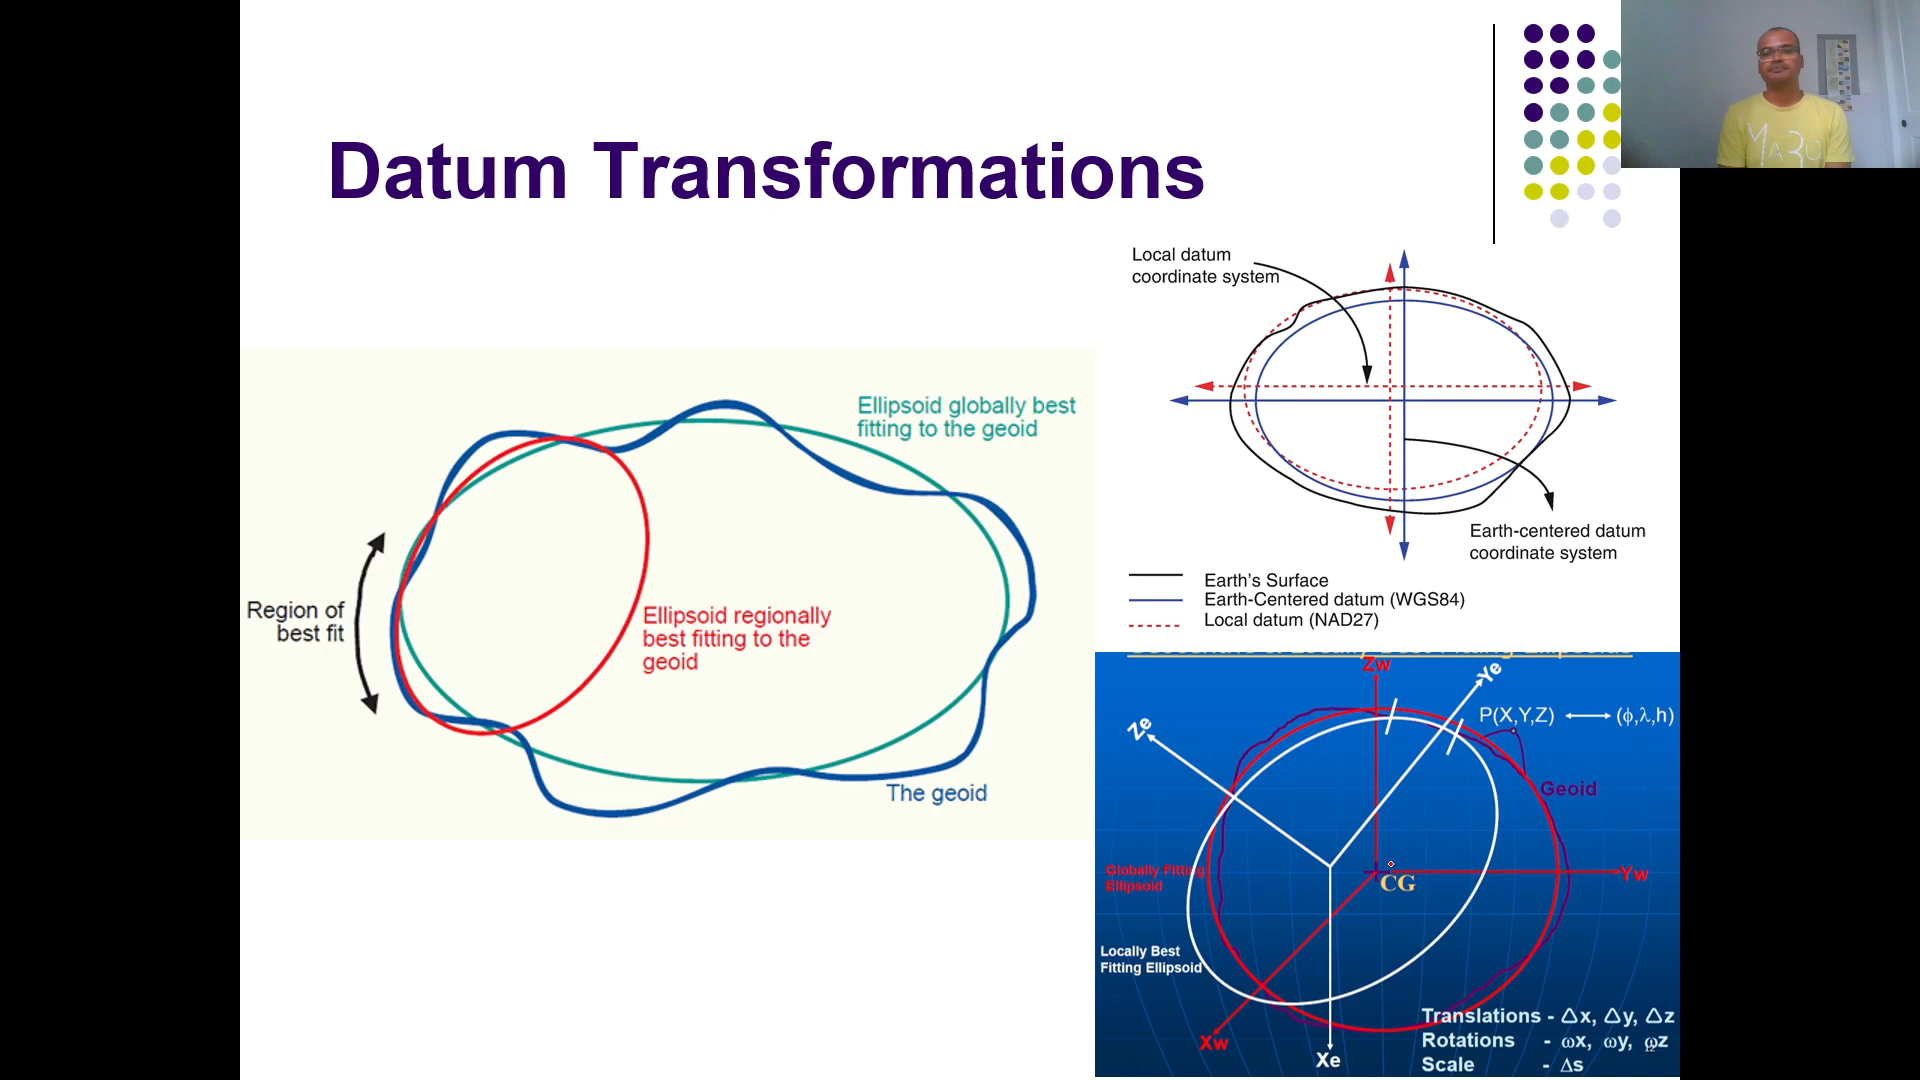 Datum Transformations
Ellipsoid globally best
fitting to the geoid
Region of
best fit
Ellipsoid regionally
best fitting to the
geoid
The geoid
Local datum
coordinate system
Earth-centered datum
coordinate system
Earth's Surface
Earth-Centered datum (WGS84)
Local datum (NAD27)
Zw
Ye
Ze
P(X,Y,Z) ⟷ (ϕ,λ,h)
Geoid
Globally Fitting
Ellipsoid
CG
Yw
Locally Best
Fitting Ellipsoid
Xw
Xe
Translations - Δx, Δy, Δz
Rotations - ωx, ωy, ωz
Scale - Δs
12